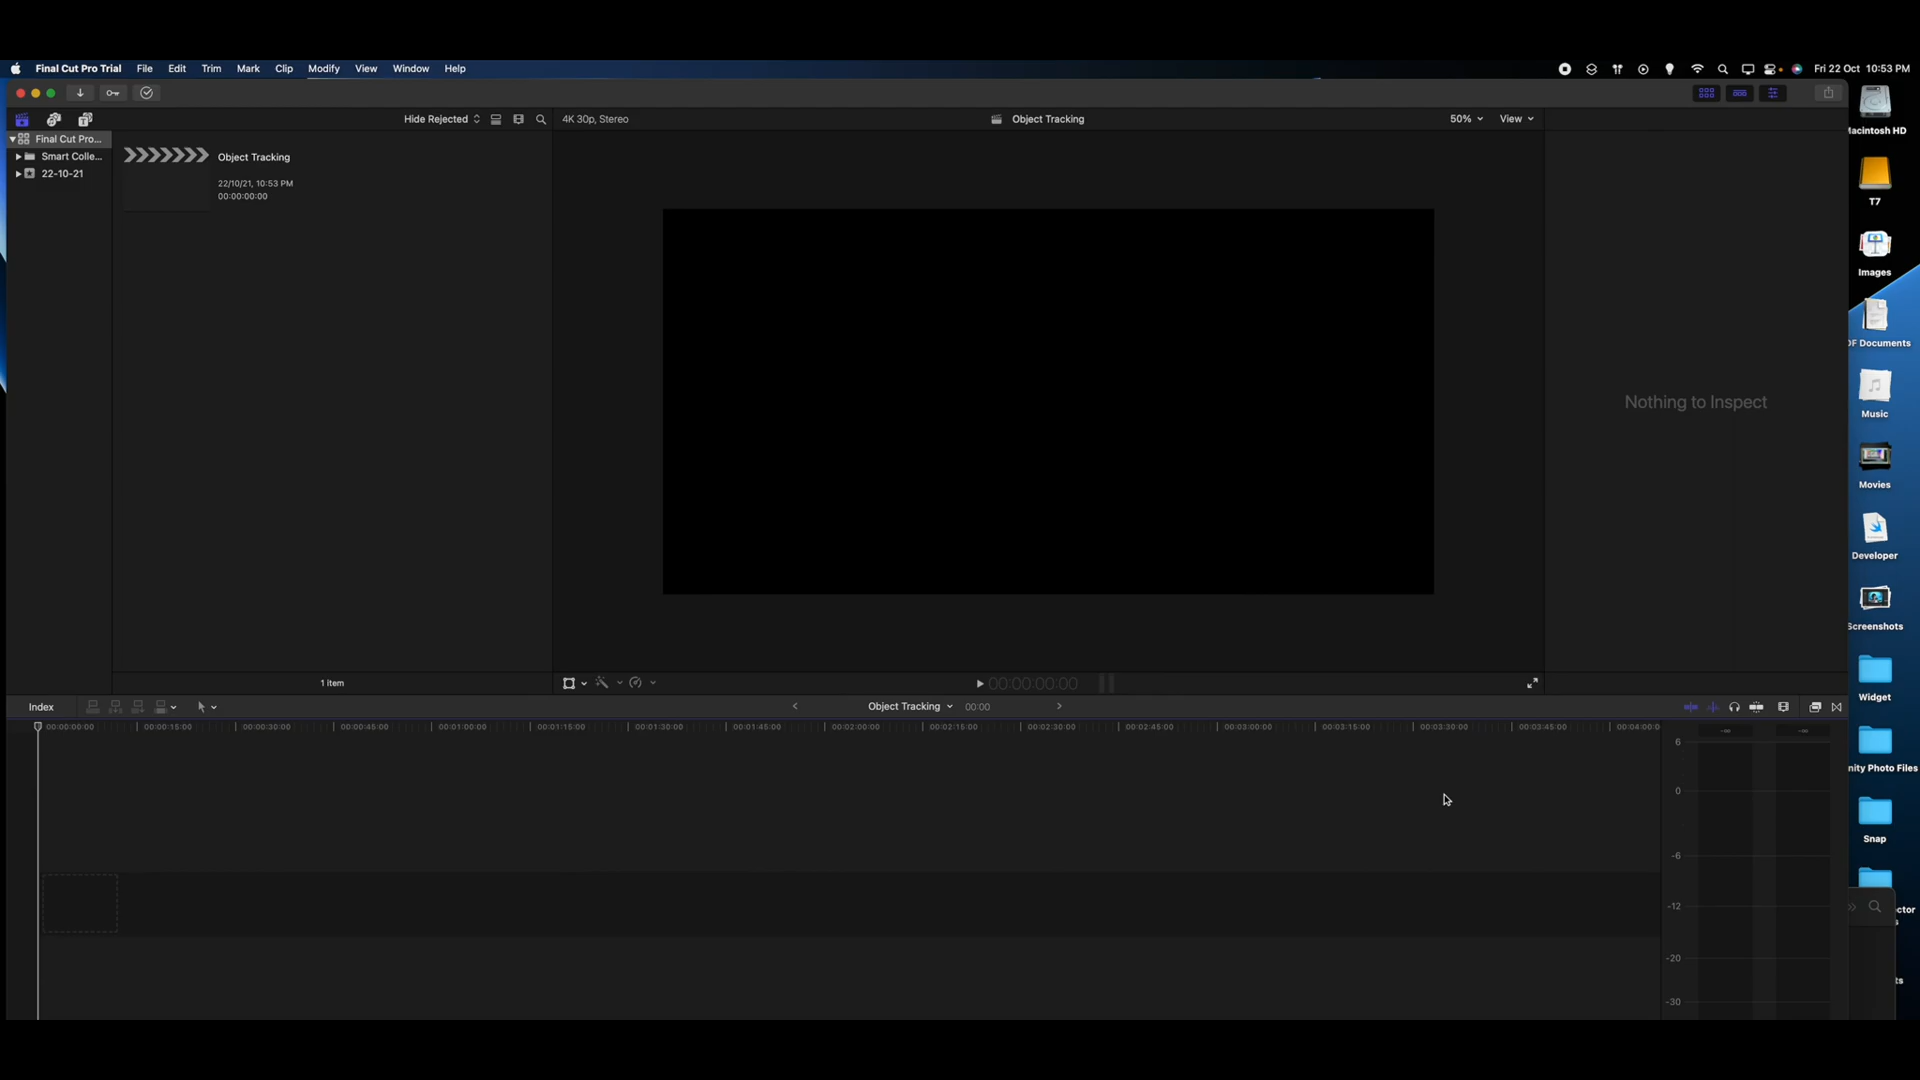 Final Cut Pro Trial File Edit Trim Mark Clip Modify View Window Help Fri 22 Oct 10:53 PM
Hide Rejected 4K 30p, Stereo Object Tracking 50% View
Final Cut Pro...
Smart Colle...
22-10-21
Object Tracking
22/10/21, 10:53 PM
00:00:00:00
Nothing to Inspect
1 item
00:00:00:00
Index Object Tracking 00:00
00:00:00:00 00:00:15:00 00:00:30:00 00:00:45:00 00:01:00:00 00:01:15:00 00:01:30:00 00:01:45:00 00:02:00:00 00:02:15:00 00:02:30:00 00:02:45:00 00:03:00:00 00:03:15:00 00:03:30:00 00:03:45:00 00:04:00:0
-∞ -∞
6
0
-6
-12
-20
-30
Macintosh HD
T7
Images
DF Documents
Music
Movies
Developer
Screenshots
Widget
nity Photo Files
Snap
ctor
s
ts